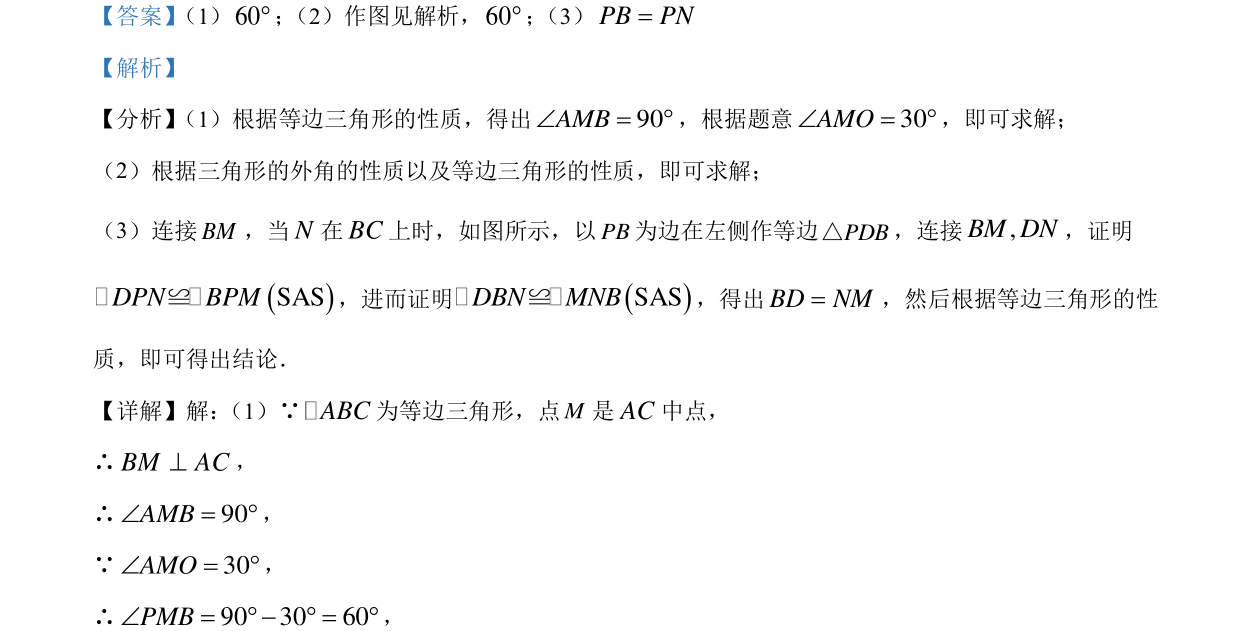 【答案】（1）60°；（2）作图见解析，60°；（3）PB = PN
【解析】
【分析】（1）根据等边三角形的性质，得出∠AMB = 90°，根据题意∠AMO = 30°，即可求解；
（2）根据三角形的外角的性质以及等边三角形的性质，即可求解；
（3）连接BM，当N在BC上时，如图所示，以PB为边在左侧作等边△PDB，连接BM,DN，证明
□DPN≌□BPM(SAS)，进而证明□DBN≌□MNB(SAS)，得出BD = NM，然后根据等边三角形的性
质，即可得出结论．
【详解】解：（1）∵□ABC为等边三角形，点M是AC中点，
∴BM ⊥ AC，
∴∠AMB = 90°，
∵∠AMO = 30°，
∴∠PMB = 90° – 30° = 60°，